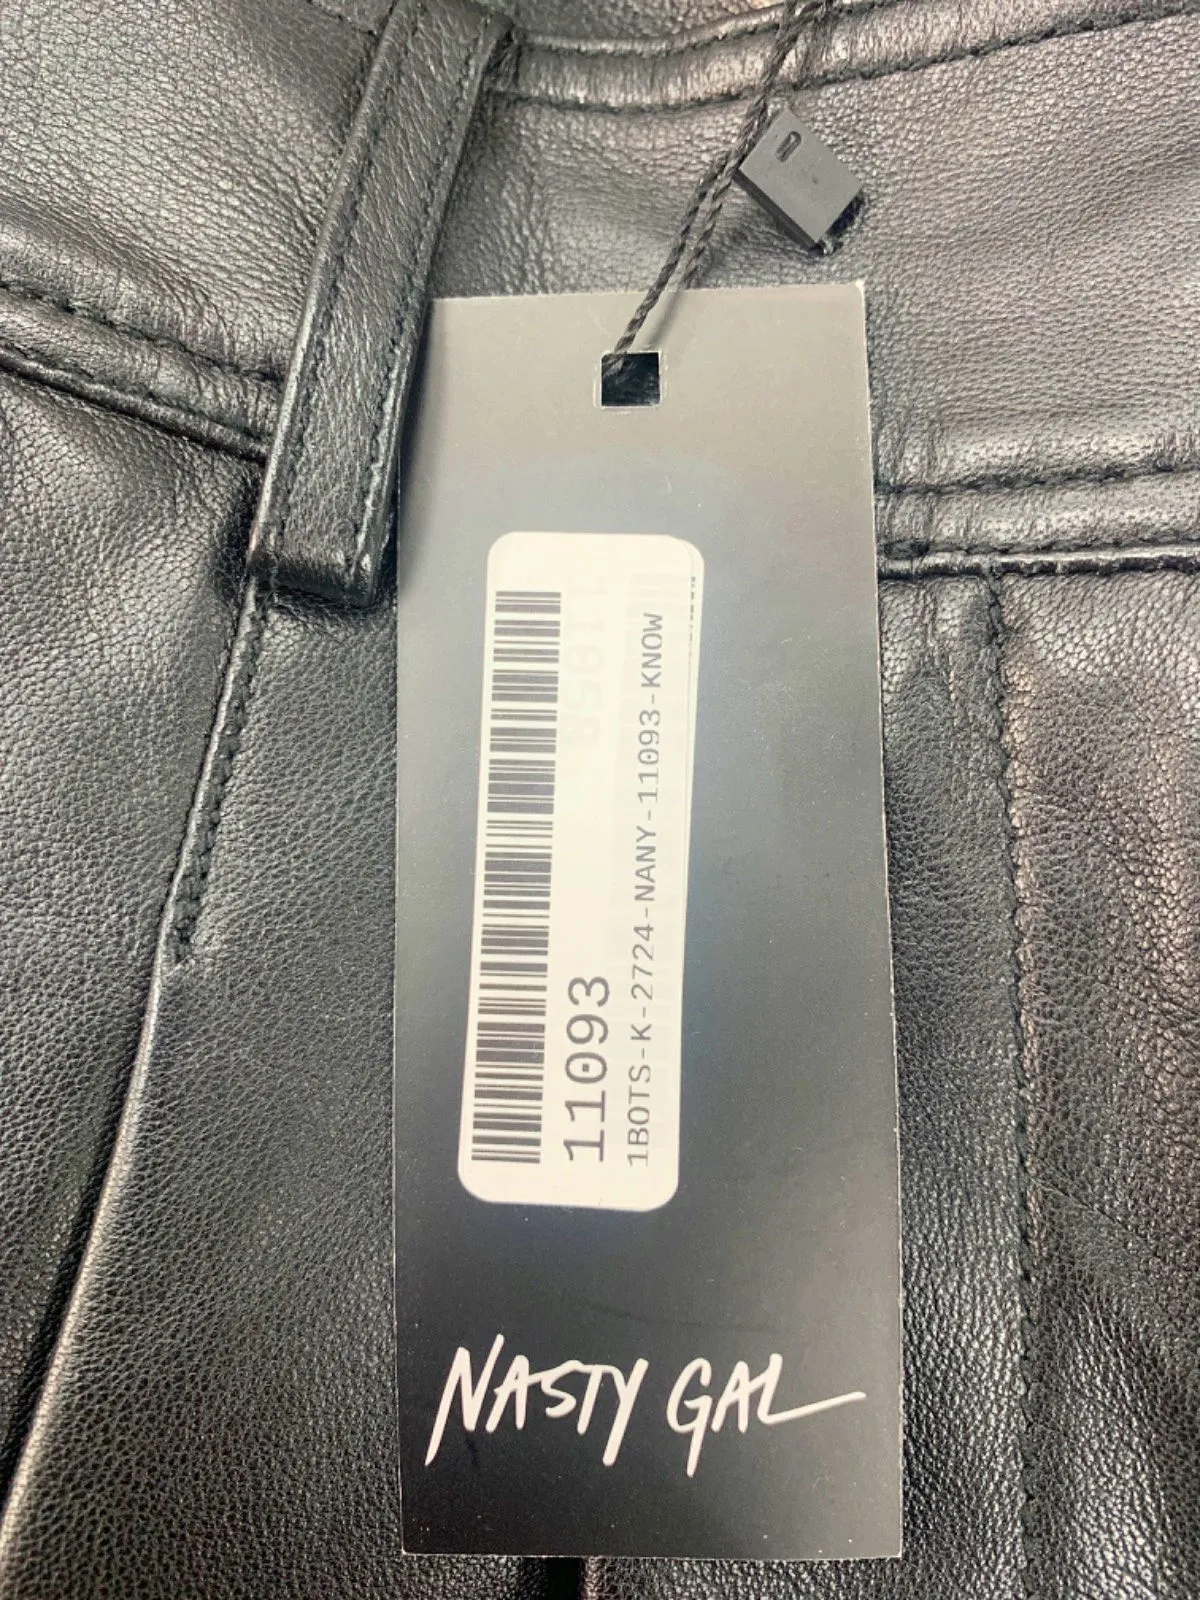 11093
1BOTS-K-2724-NANY-11093-KNOW
NASTY GAL